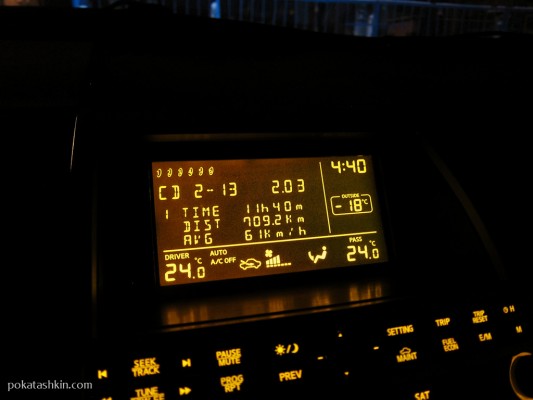 4:40
CD 2-13 2.03
OUTSIDE
-18°C
1 TIME 11h40m
DIST 709.2km
AVG 61km/h
DRIVER AUTO PASS
24.0°C A/C OFF 24.0°C
SEEK TRACK
PAUSE MUTE
SETTING
TRIP
TRIP RESET
H
MAINT
FUEL ECON
E/M
M
TUNE
PROG RPT
PREV
SAT
pokatashkin.com